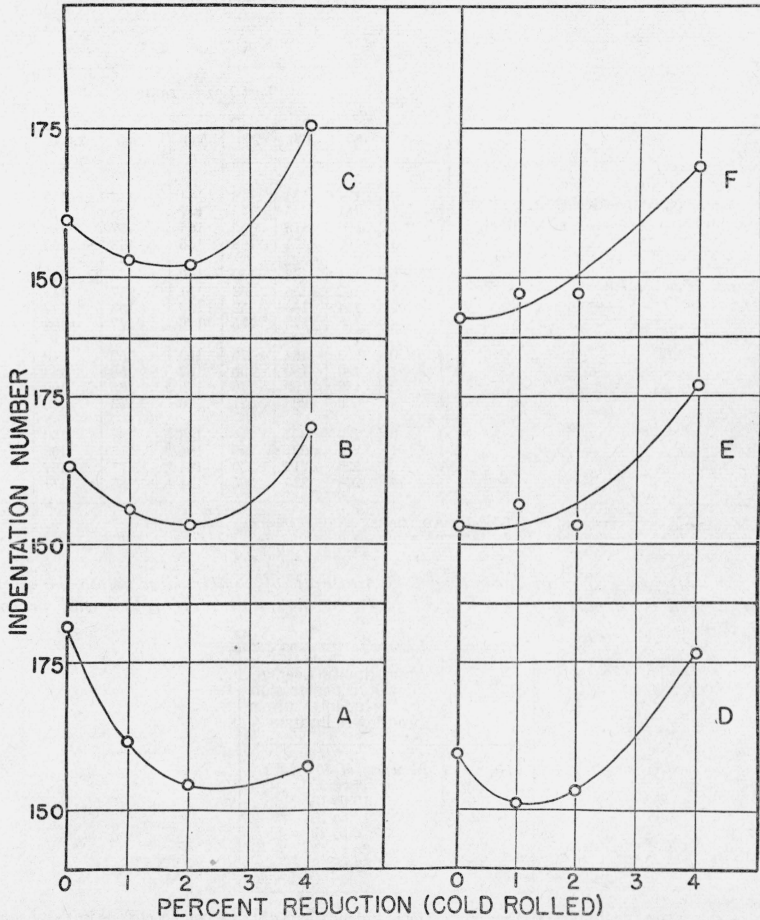 175
C
F
150
175
B
E
150
175
A
D
150
0 1 2 3 4
0 1 2 3 4
PERCENT REDUCTION (COLD ROLLED)
INDENTATION NUMBER